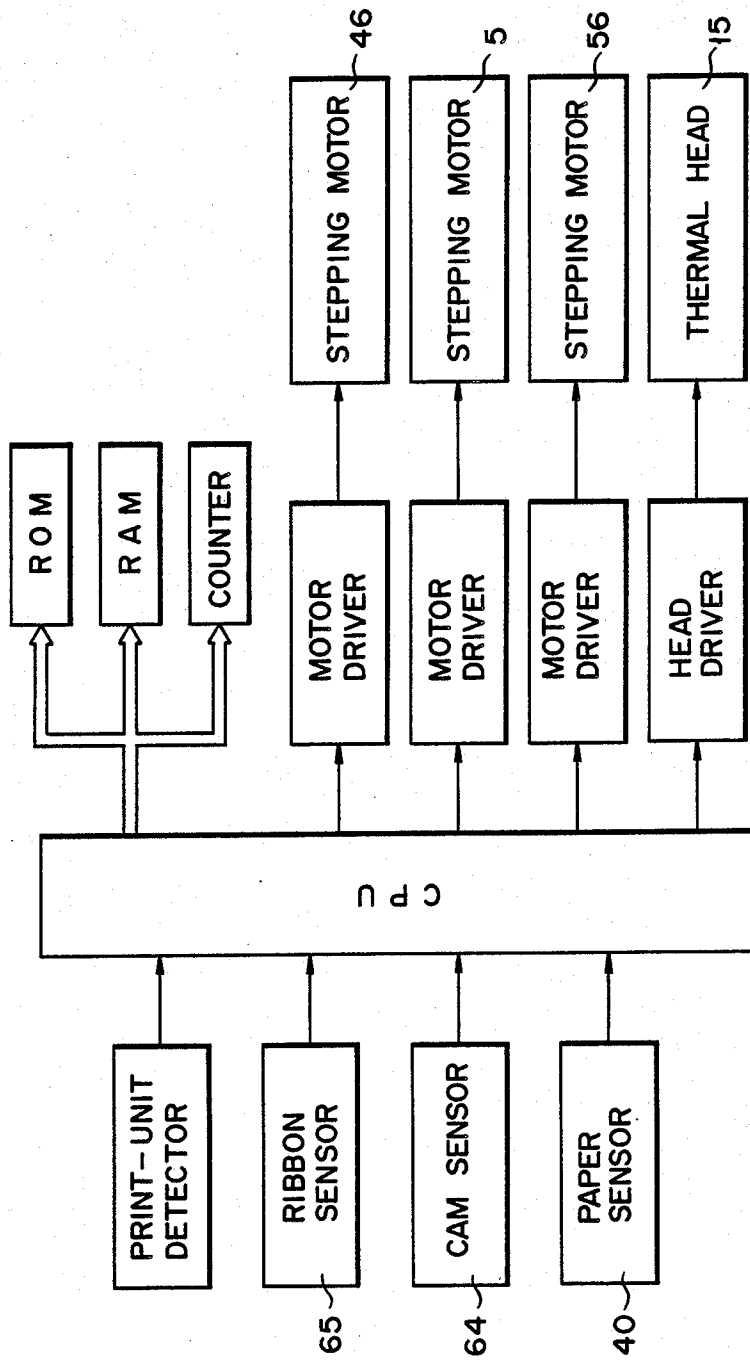 PRINT-UNIT
DETECTOR
RIBBON
SENSOR
65
CAM SENSOR
64
PAPER
SENSOR
40
CPU
ROM
RAM
COUNTER
MOTOR
DRIVER
MOTOR
DRIVER
MOTOR
DRIVER
HEAD
DRIVER
STEPPING MOTOR
46
STEPPING MOTOR
5
STEPPING MOTOR
56
THERMAL HEAD
15